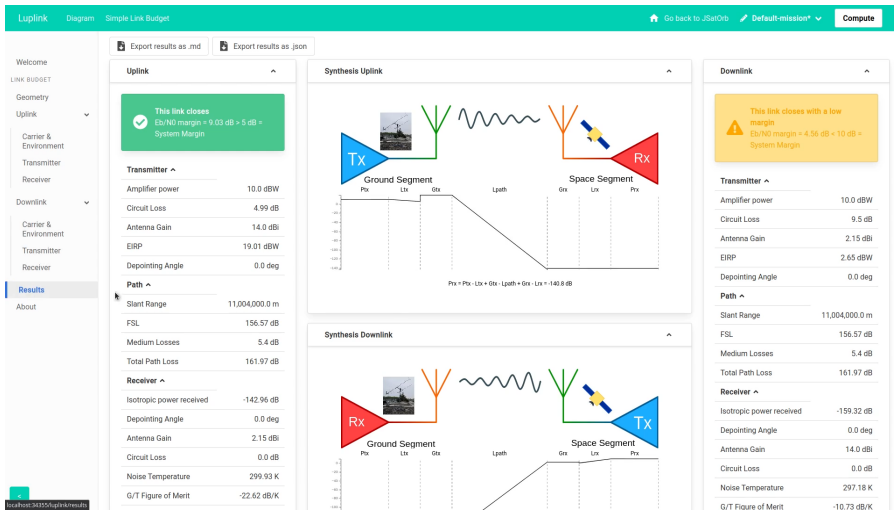 Luplink Diagram Simple Link Budget Go back to JSatOrb Default-mission* Compute
Export results as .md Export results as .json
Welcome
LINK BUDGET
Geometry
Uplink
Carrier &
Environment
Transmitter
Receiver
Downlink
Carrier &
Environment
Transmitter
Receiver
Results
About
localhost:34355/luplink/results
Uplink
This link closes
Eb/N0 margin = 9.03 dB > 5 dB =
System Margin
Transmitter
Amplifier power 10.0 dBW
Circuit Loss 4.99 dB
Antenna Gain 14.0 dBi
EIRP 19.01 dBW
Depointing Angle 0.0 deg
Path
Slant Range 11,004,000.0 m
FSL 156.57 dB
Medium Losses 5.4 dB
Total Path Loss 161.97 dB
Receiver
Isotropic power received -142.96 dB
Depointing Angle 0.0 deg
Antenna Gain 2.15 dBi
Circuit Loss 0.0 dB
Noise Temperature 299.93 K
G/T Figure of Merit -22.62 dB/K
Synthesis Uplink
Tx Rx
Ground Segment Space Segment
Ptx Ltx Gtx Lpath Grx Lrx Prx
0
-20
-40
-60
-80
-100
-120
-140
Prx = Ptx - Ltx + Gtx - Lpath + Grx - Lrx = -140.8 dB
Synthesis Downlink
Rx Tx
Ground Segment Space Segment
Ptx Ltx Gtx Lpath Grx Lrx Prx
0
-20
-40
-60
-80
-100
Downlink
This link closes with a low
margin
Eb/N0 margin = 4.56 dB < 10 dB =
System Margin
Transmitter
Amplifier power 10.0 dBW
Circuit Loss 9.5 dB
Antenna Gain 2.15 dBi
EIRP 2.65 dBW
Depointing Angle 0.0 deg
Path
Slant Range 11,004,000.0 m
FSL 156.57 dB
Medium Losses 5.4 dB
Total Path Loss 161.97 dB
Receiver
Isotropic power received -159.32 dB
Depointing Angle 0.0 deg
Antenna Gain 14.0 dBi
Circuit Loss 0.0 dB
Noise Temperature 297.18 K
G/T Figure of Merit -10.73 dB/K